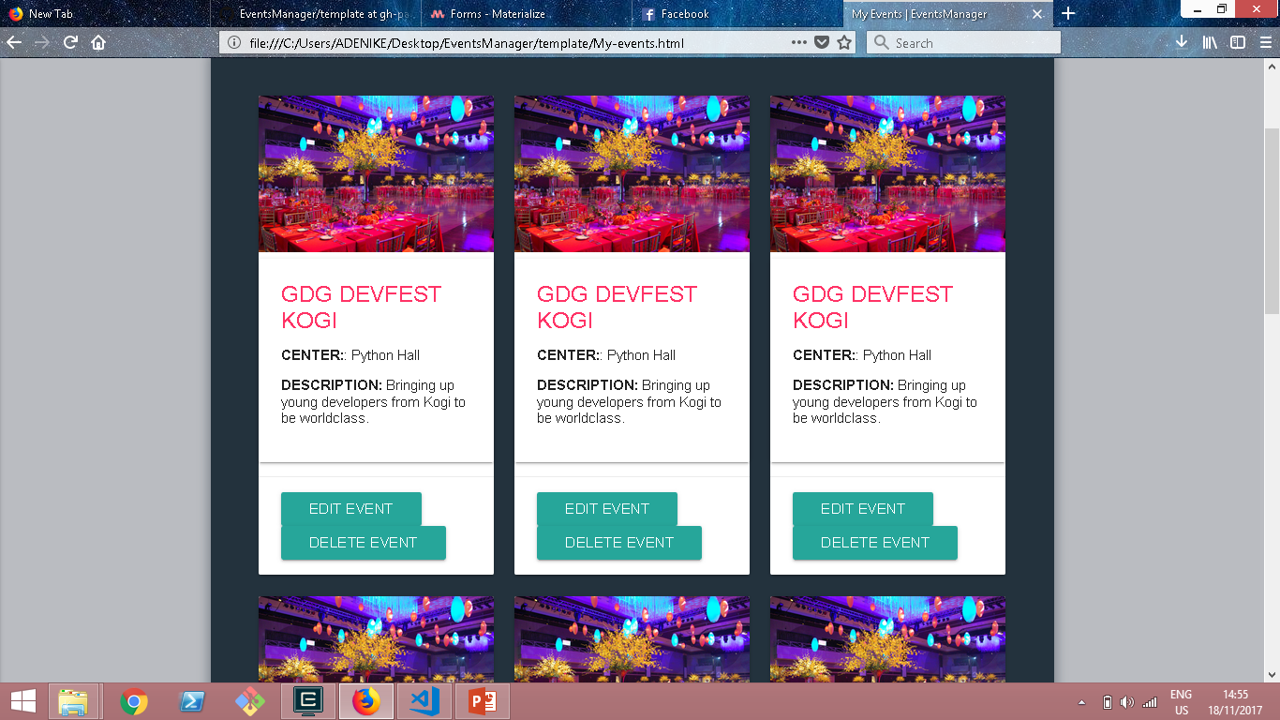 New Tab
EventsManager/template at gh-pa
Forms - Materialize
Facebook
My Events | EventsManager
file:///C:/Users/ADENIKE/Desktop/EventsManager/template/My-events.html
Search
GDG DEVFEST
KOGI
CENTER:: Python Hall
DESCRIPTION: Bringing up
young developers from Kogi to
be worldclass.
EDIT EVENT
DELETE EVENT
GDG DEVFEST
KOGI
CENTER:: Python Hall
DESCRIPTION: Bringing up
young developers from Kogi to
be worldclass.
EDIT EVENT
DELETE EVENT
GDG DEVFEST
KOGI
CENTER:: Python Hall
DESCRIPTION: Bringing up
young developers from Kogi to
be worldclass.
EDIT EVENT
DELETE EVENT
ENG
US
14:55
18/11/2017